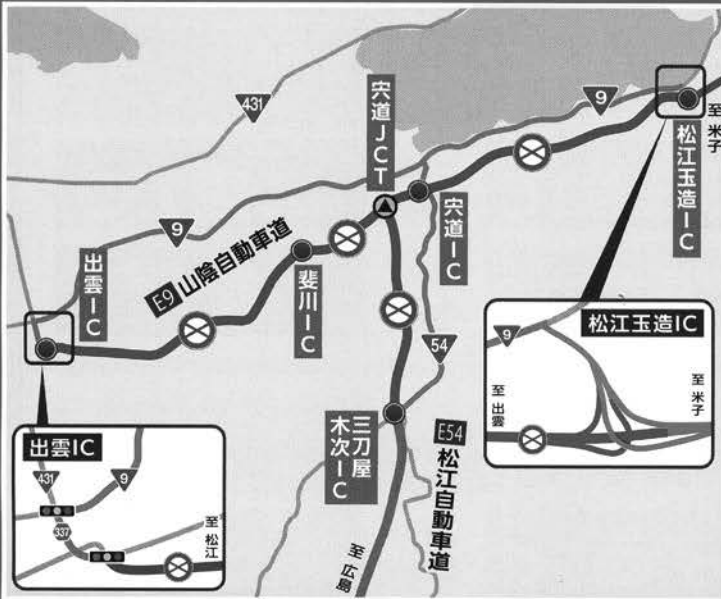 431
9
至 米子
宍道JCT
宍道IC
松江玉造IC
9
E9 山陰自動車道
出雲IC
斐川IC
54
三刀屋
木次IC
E54 松江自動車道
至 広島
出雲IC
431
9
337
至 松江
松江玉造IC
9
至 出雲
至 米子